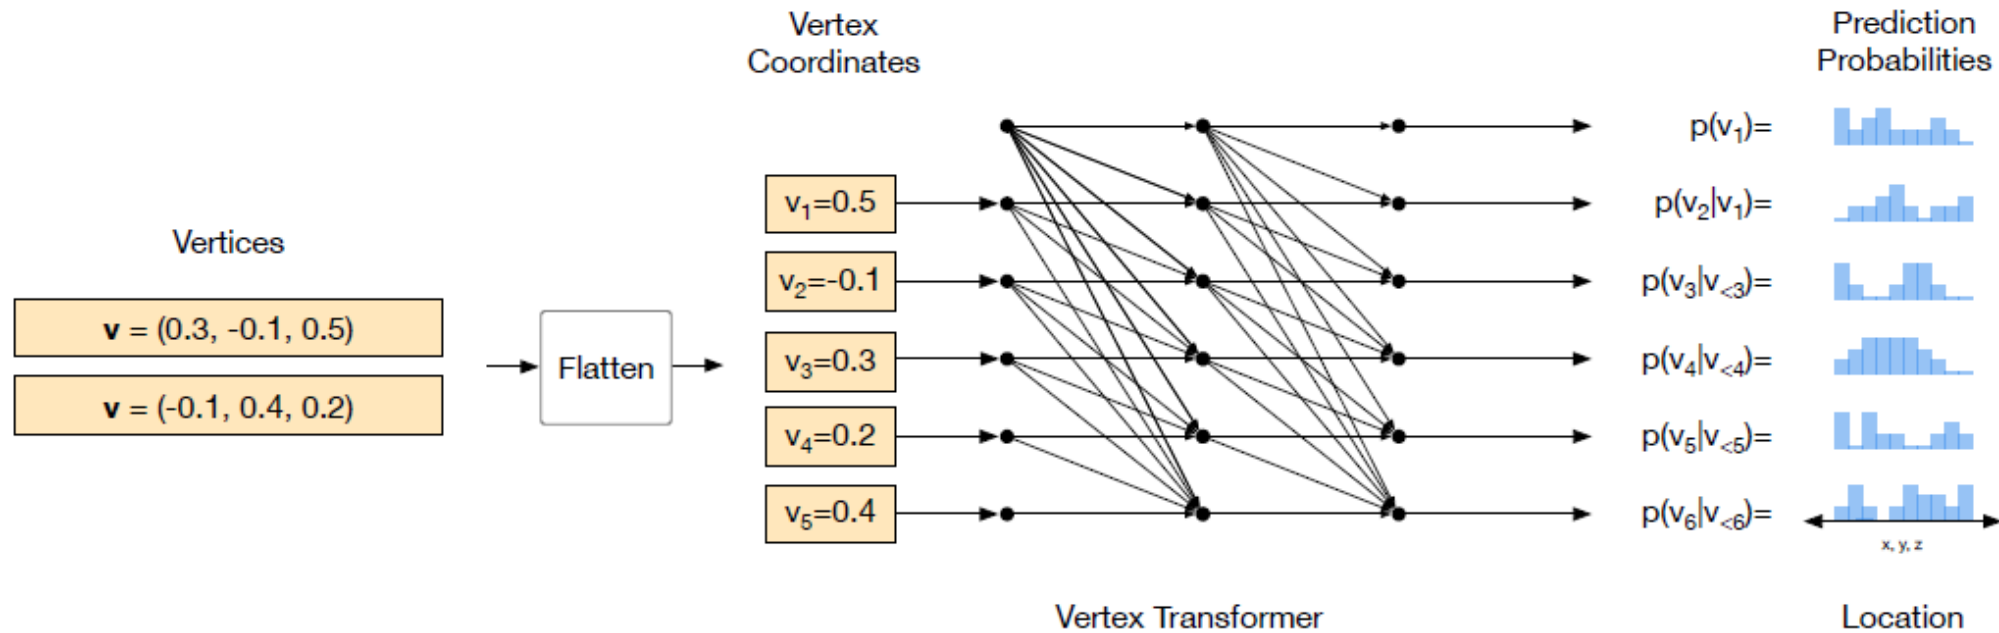 Vertex
Coordinates
Prediction
Probabilities
Vertices
v = (0.3, -0.1, 0.5)
v = (-0.1, 0.4, 0.2)
Flatten
v₁=0.5
v₂=-0.1
v₃=0.3
v₄=0.2
v₅=0.4
p(v₁)=
p(v₂|v₁)=
p(v₃|v<₃)=
p(v₄|v<₄)=
p(v₅|v<₅)=
p(v₆|v<₆)=
x, y, z
Vertex Transformer
Location